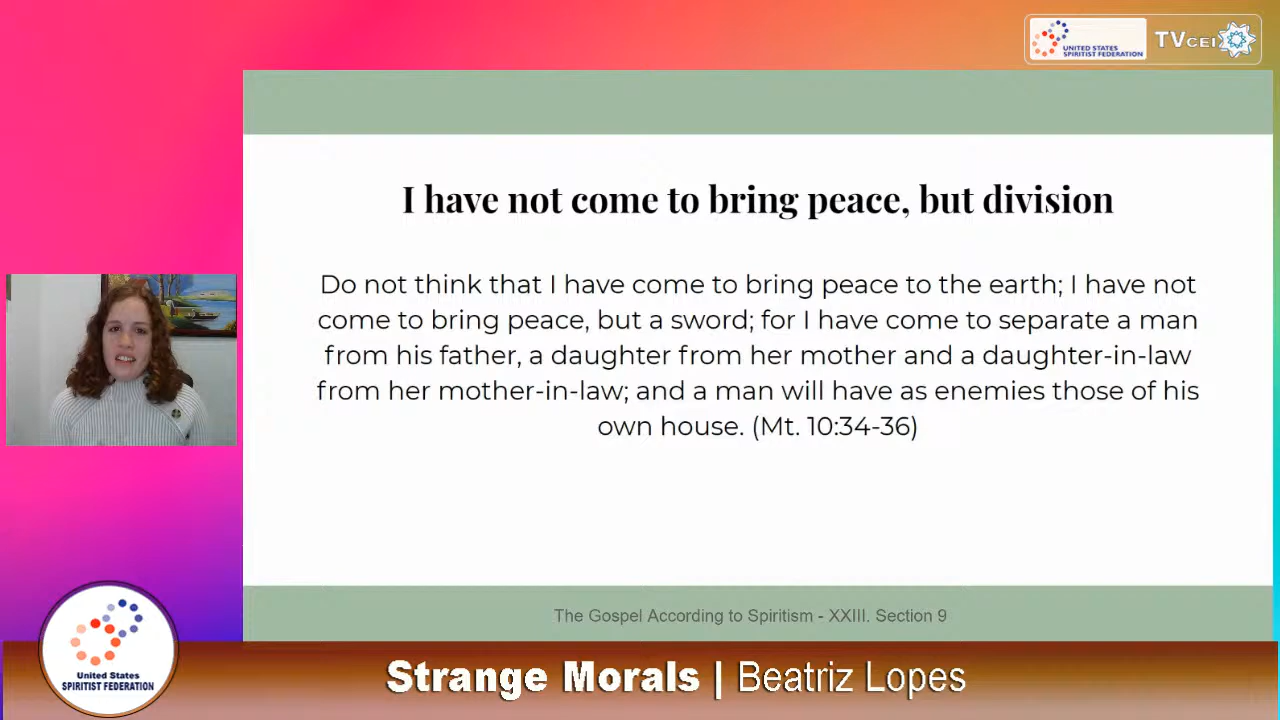 UNITED STATES
SPIRITIST FEDERATION
TVCEI
I have not come to bring peace, but division
Do not think that I have come to bring peace to the earth; I have not
come to bring peace, but a sword; for I have come to separate a man
from his father, a daughter from her mother and a daughter-in-law
from her mother-in-law; and a man will have as enemies those of his
own house. (Mt. 10:34-36)
The Gospel According to Spiritism - XXIII. Section 9
United States
SPIRITIST FEDERATION
Strange Morals | Beatriz Lopes